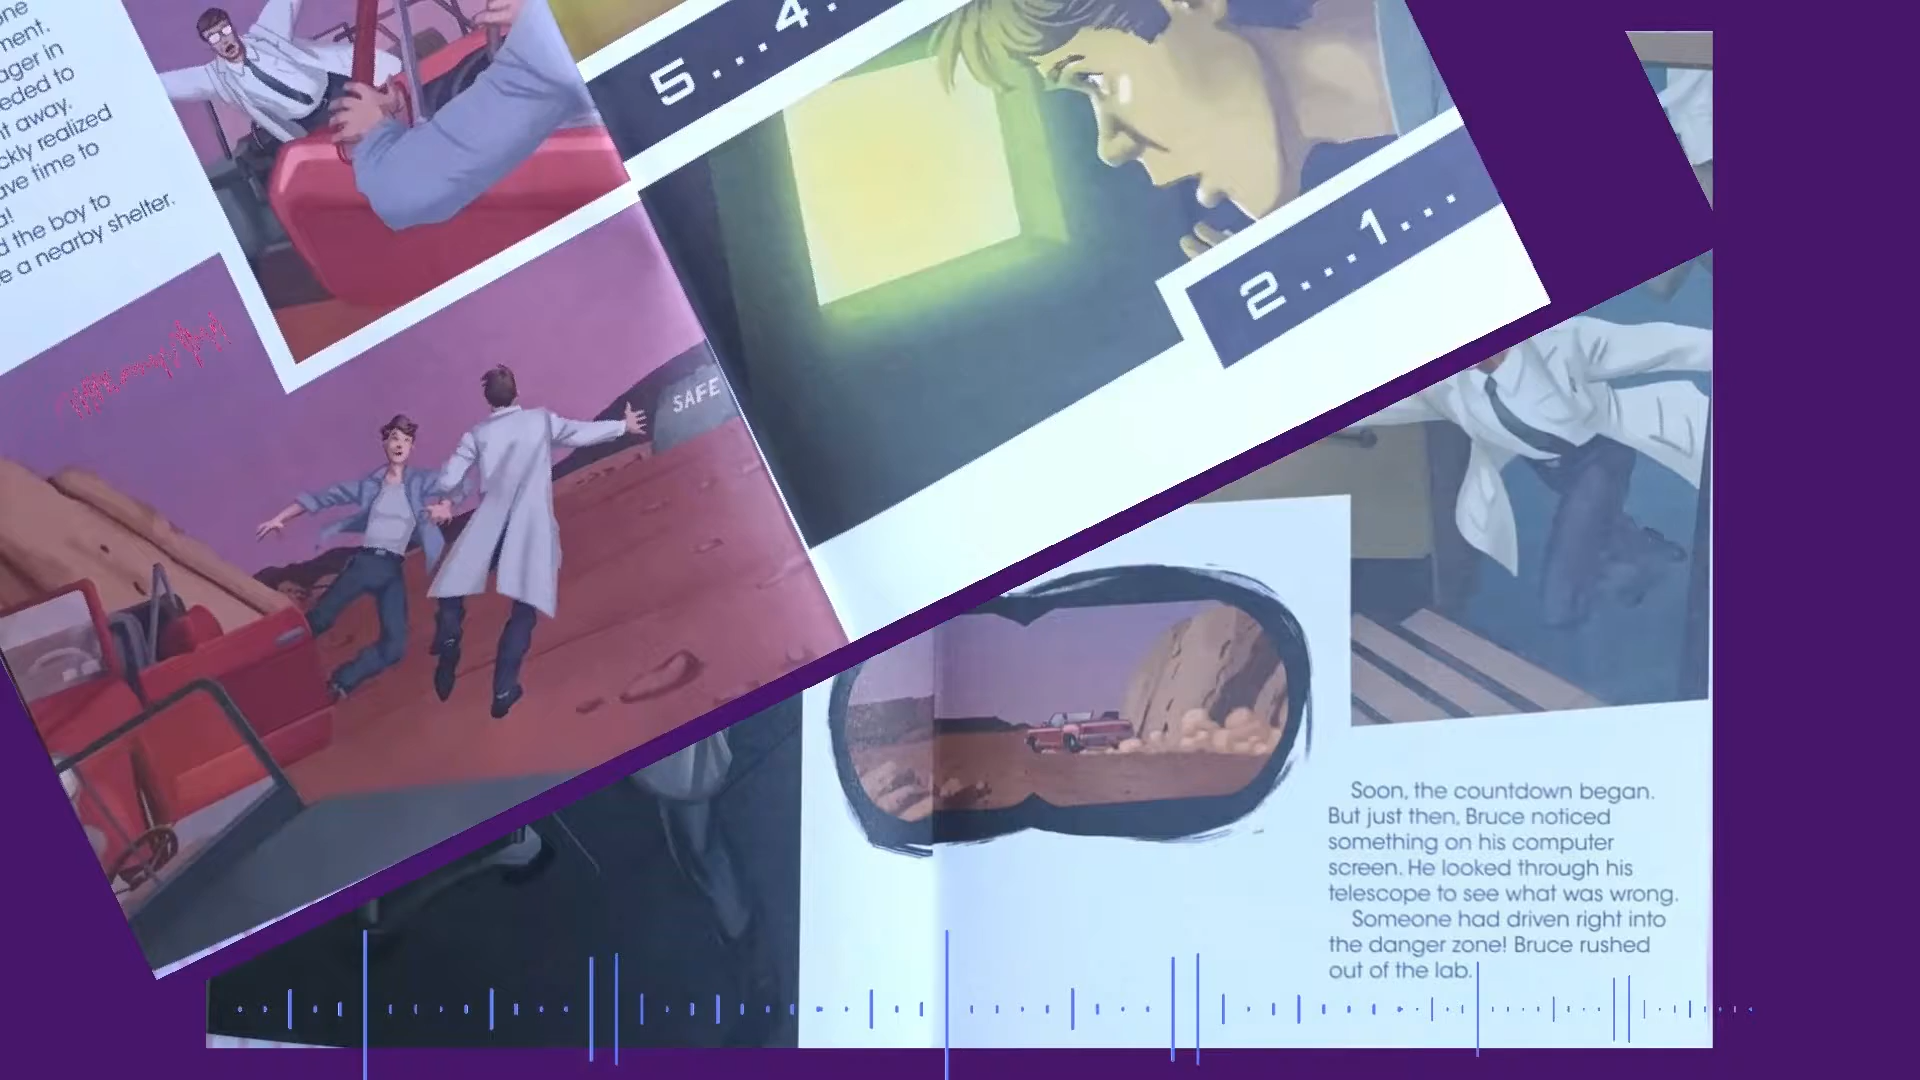 one
ment.
ager in
eded to
t away.
ckly realized
ave time to
a!
d the boy to
e a nearby shelter.
5...4.
2...1...
SAFE
Soon, the countdown began.
But just then, Bruce noticed
something on his computer
screen. He looked through his
telescope to see what was wrong.
Someone had driven right into
the danger zone! Bruce rushed
out of the lab.